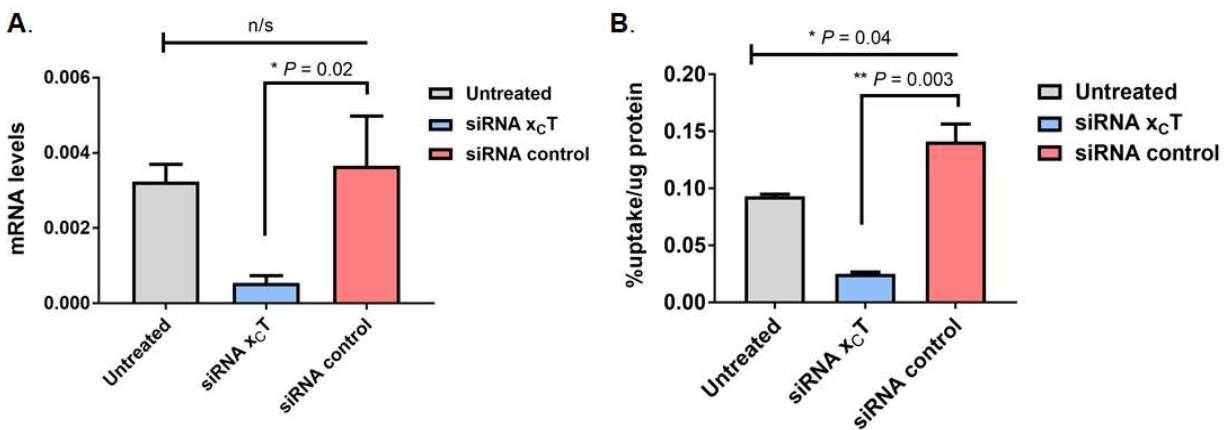 A.
n/s
* P = 0.02
mRNA levels
0.006
0.004
0.002
0.000
Untreated
siRNA xCT
siRNA control
Untreated
siRNA xCT
siRNA control
B.
* P = 0.04
** P = 0.003
%uptake/ug protein
0.20
0.15
0.10
0.05
0.00
Untreated
siRNA xCT
siRNA control
Untreated
siRNA xCT
siRNA control